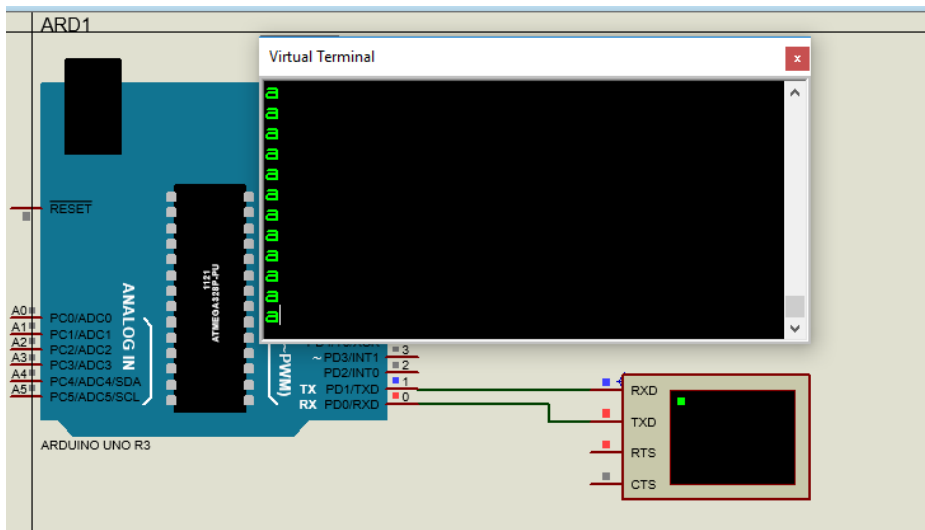 ARD1
Virtual Terminal
x
a
a
a
a
a
a
a
a
a
a
a
a
RESET
1121
ATMEGA328P-PU
ANALOG IN
A0 PC0/ADC0
A1 PC1/ADC1
A2 PC2/ADC2
A3 PC3/ADC3
A4 PC4/ADC4/SDA
A5 PC5/ADC5/SCL
~PWM)
3
~ PD3/INT1
2
PD2/INT0
1
TX PD1/TXD
0
RX PD0/RXD
RXD
TXD
RTS
CTS
ARDUINO UNO R3